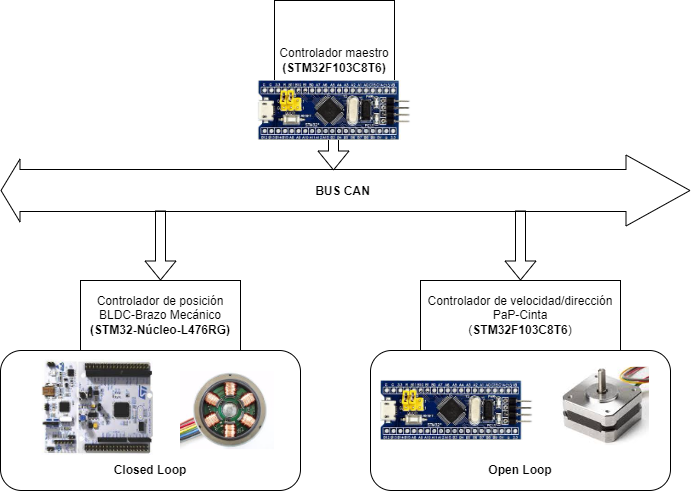 Controlador maestro
(STM32F103C8T6)
BUS CAN
Controlador de posición
BLDC-Brazo Mecánico
(STM32-Núcleo-L476RG)
Controlador de velocidad/dirección
PaP-Cinta
(STM32F103C8T6)
Closed Loop
Open Loop